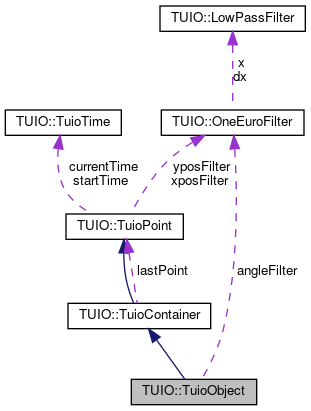 TUIO::LowPassFilter
x
dx
TUIO::TuioTime
TUIO::OneEuroFilter
currentTime
startTime
yposFilter
xposFilter
TUIO::TuioPoint
lastPoint
angleFilter
TUIO::TuioContainer
TUIO::TuioObject